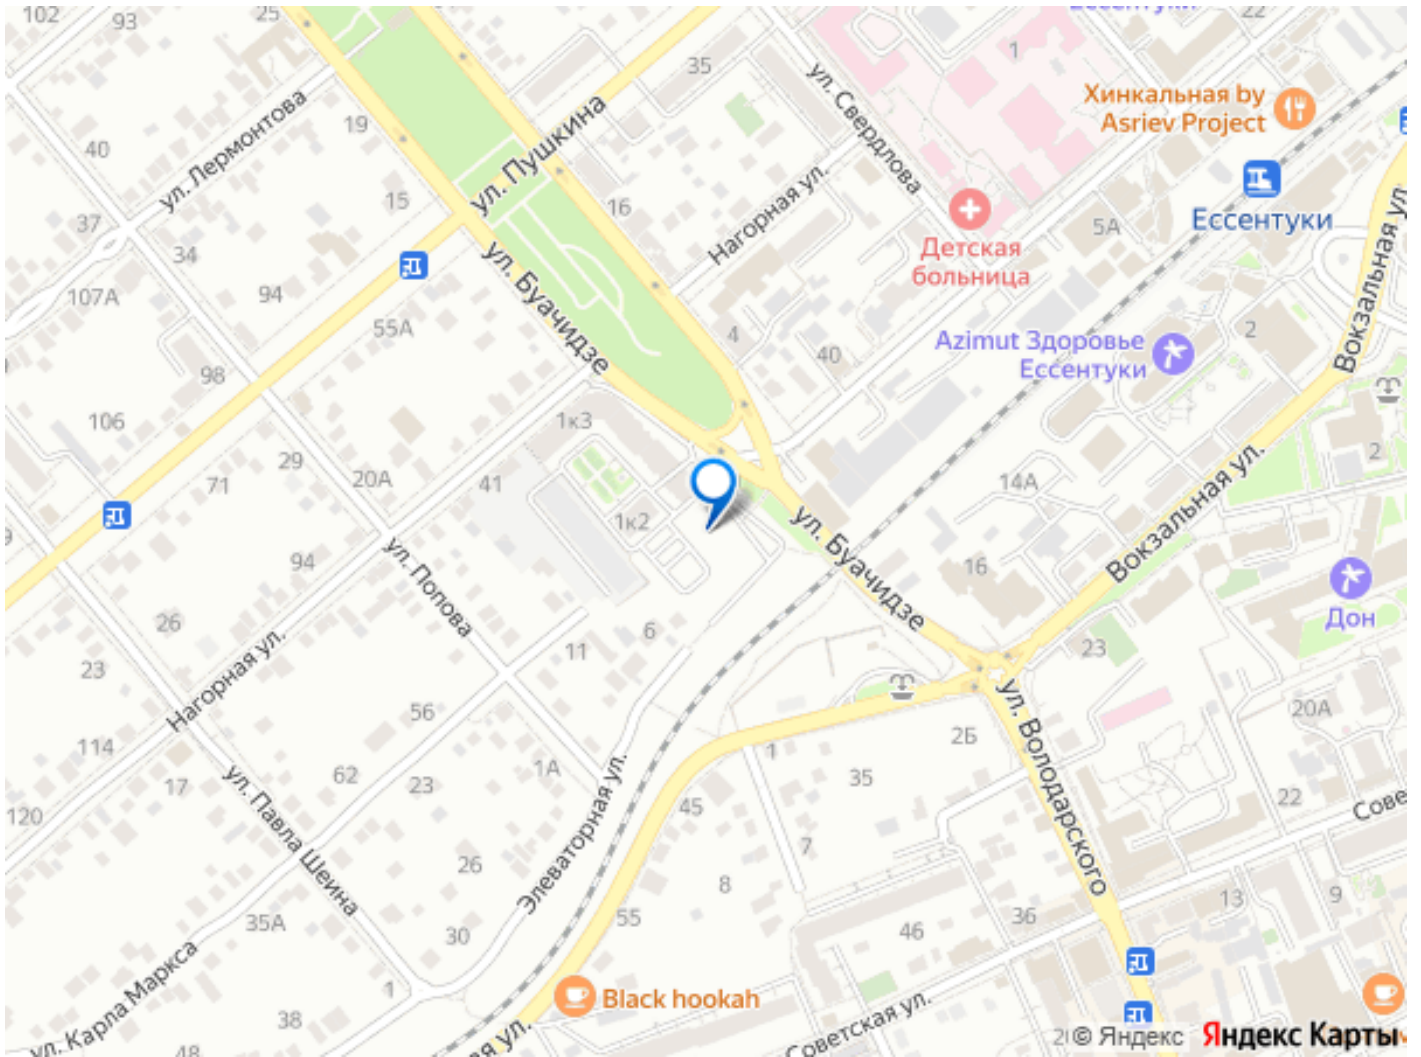 102
93
25
Ессентуки
22
35
1
ул. Свердлова
Хинкальная by
Asriev Project
ул. Лермонтова
19
ул. Пушкина
40
15
16
Нагорная ул.
37
34
5А
Ессентуки
Детская
больница
Вокзальная ул.
107А
94
55А
ул. Буачидзе
4
40
Azimut Здоровье
Ессентуки
2
98
106
1к3
2
29
20А
71
41
14А
Вокзальная ул.
1к2
ул. Буачидзе
94
ул. Попова
16
Дон
26
6
11
23
23
Нагорная ул.
56
ул. Володарского
20А
114
17
62
23
1А
1
2Б
35
22
Сове
120
ул. Павла Шеина
45
7
Элеваторная ул.
26
8
13
9
35А
30
55
46
36
ул. Карла Маркса
1
38
Black hookah
Советская ул.
48
ая ул.
© Яндекс
Яндекс Карты